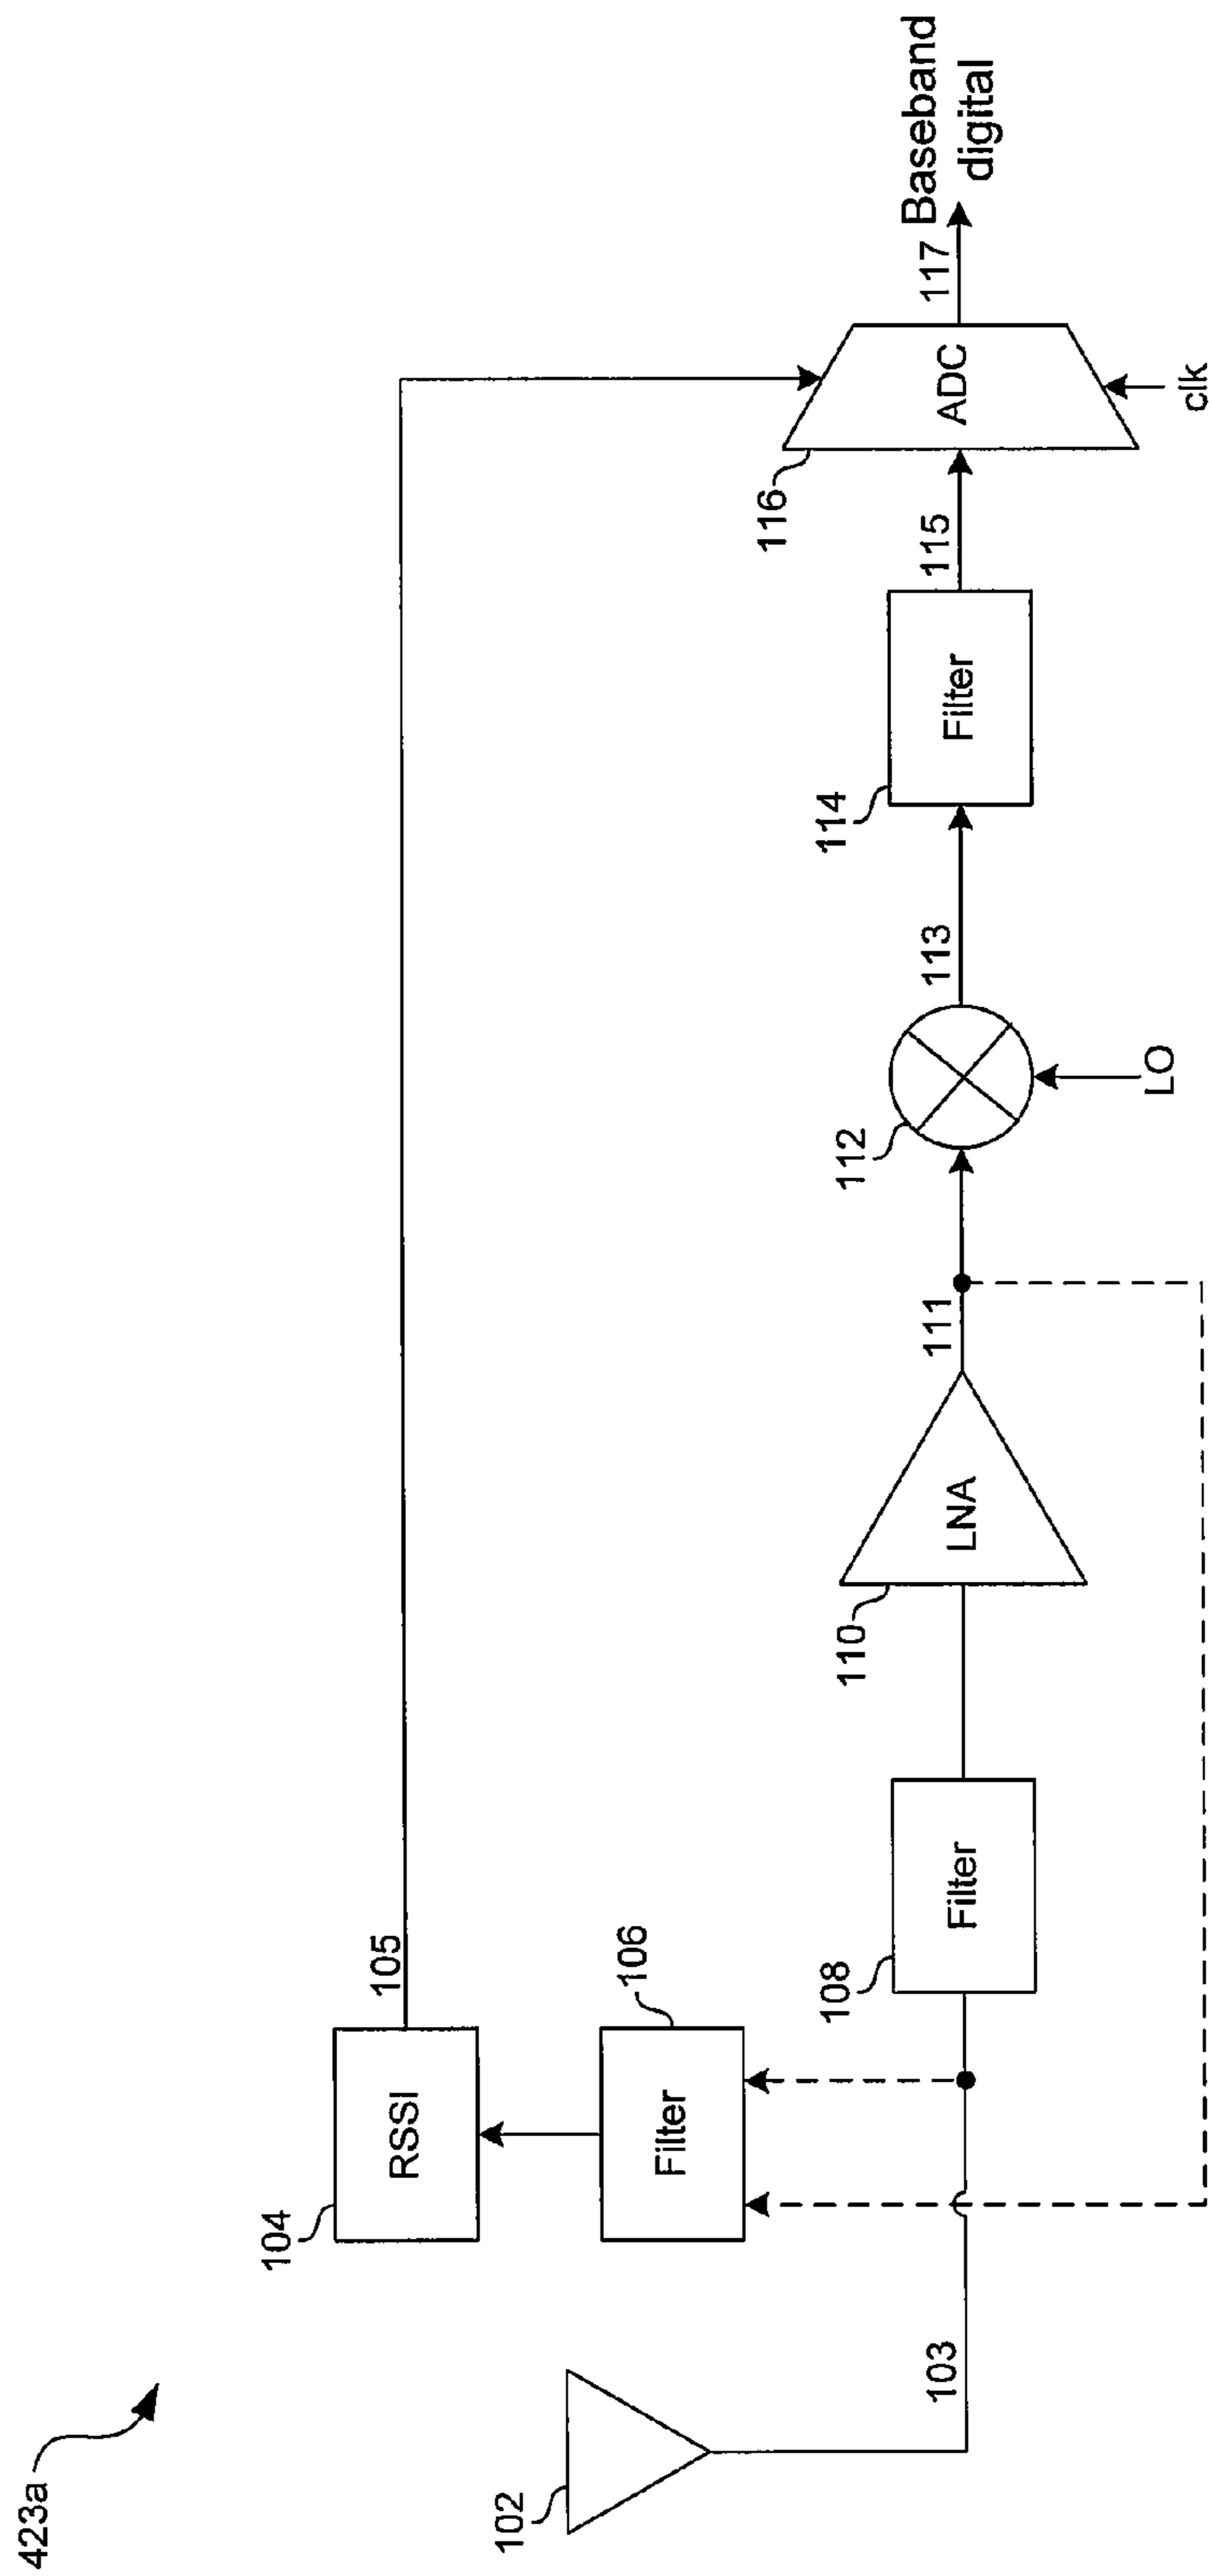 423a
102
103
104
RSSI
105
106
Filter
108
Filter
110
LNA
111
112
LO
113
114
Filter
115
116
ADC
clk
117
Baseband
digital